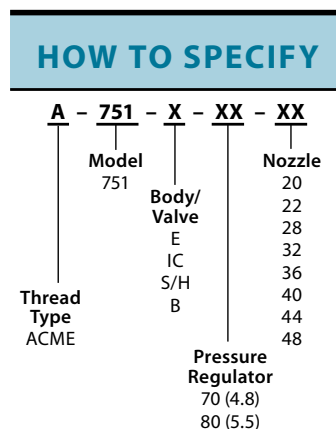 HOW TO SPECIFY
A – 751 – X – XX – XX
Model
751
Body/
Valve
E
IC
S/H
B
Nozzle
20
22
28
32
36
40
44
48
Thread
Type
ACME
Pressure
Regulator
70 (4.8)
80 (5.5)